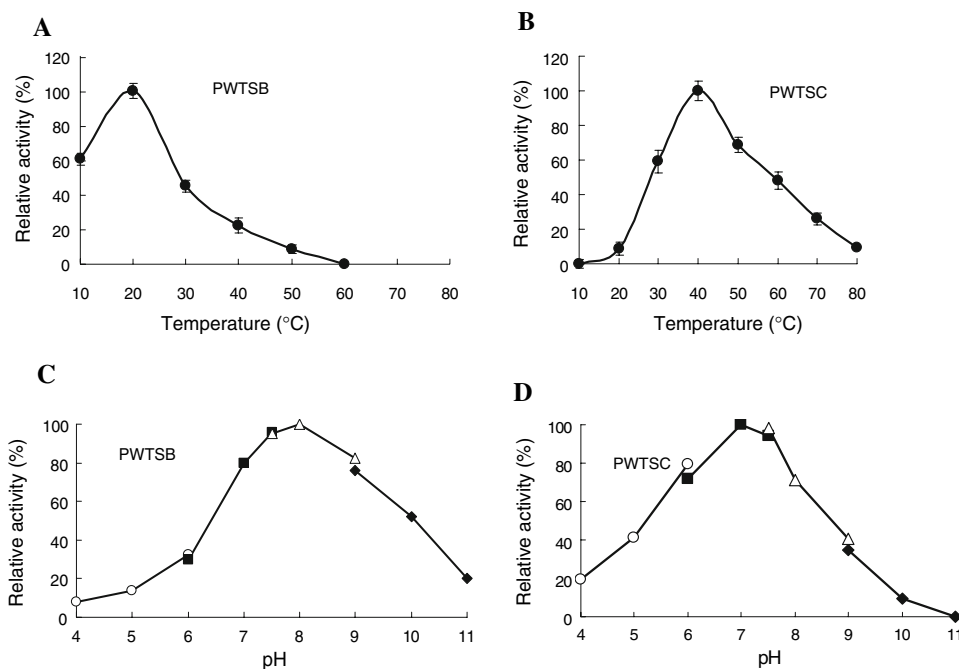 A
PWTSB
Relative activity (%)
120
100
80
60
40
20
0
10 20 30 40 50 60 70 80
Temperature (°C)
B
PWTSC
Relative activity (%)
120
100
80
60
40
20
0
10 20 30 40 50 60 70 80
Temperature (°C)
C
PWTSB
Relative activity (%)
100
80
60
40
20
0
4 5 6 7 8 9 10 11
pH
D
PWTSC
Relative activity (%)
100
80
60
40
20
0
4 5 6 7 8 9 10 11
pH